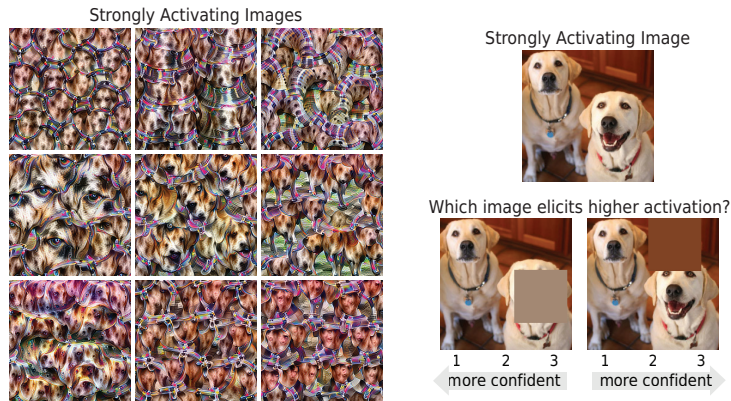 Strongly Activating Images
Strongly Activating Image
Which image elicits higher activation?
1 2 3 1 2 3
more confident more confident